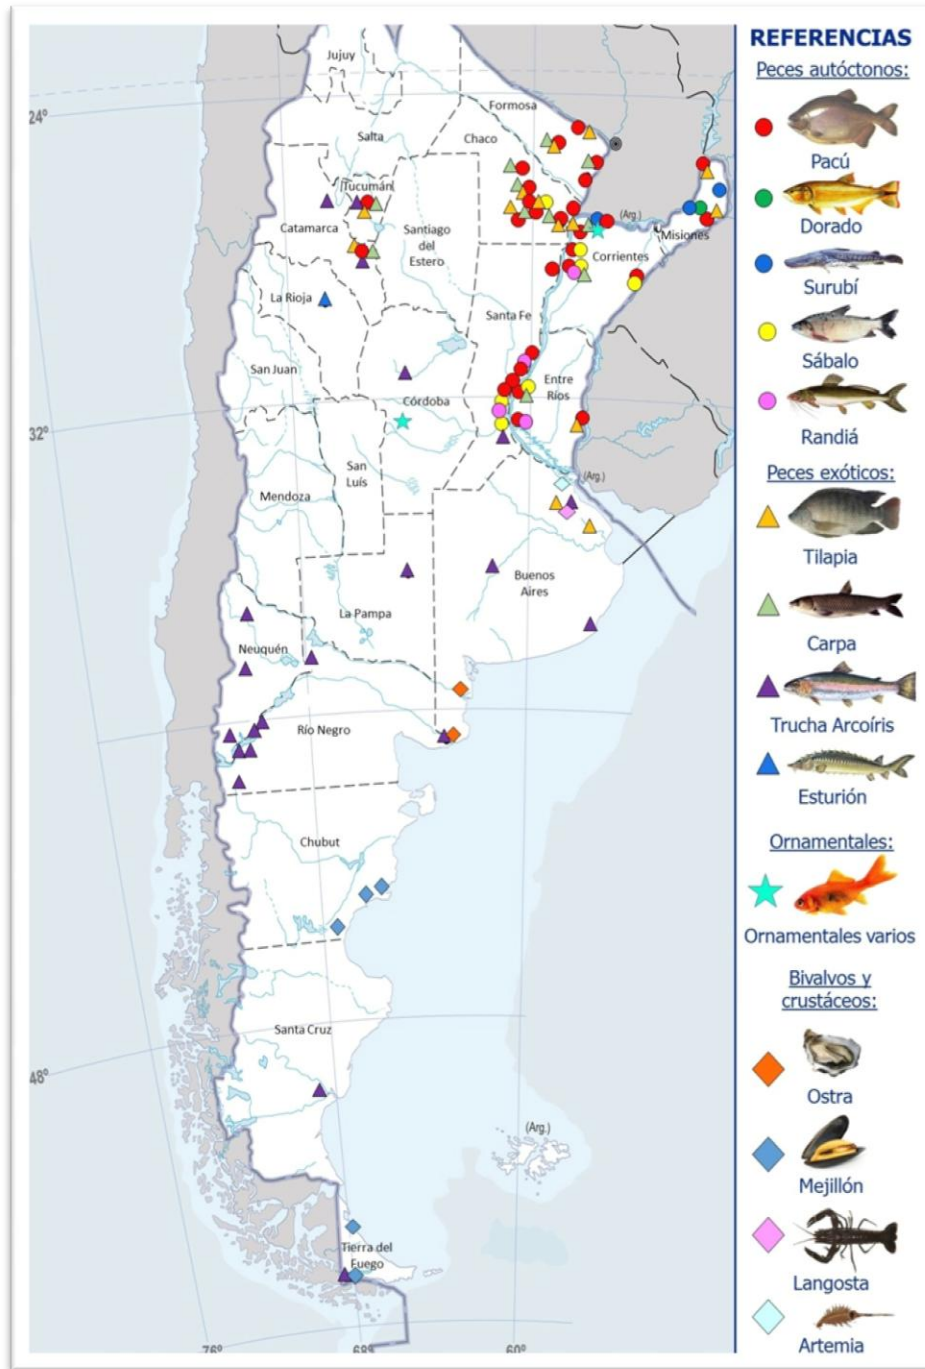 REFERENCIAS
Peces autóctonos:
Pacú
Dorado
Surubí
Sábalo
Randiá
Peces exóticos:
Tilapia
Carpa
Trucha Arcoíris
Esturión
Ornamentales:
Ornamentales varios
Bivalvos y
crustáceos:
Ostra
Mejillón
Langosta
Artemia
Jujuy
24°
Formosa
Salta
Chaco
Tucumán
(Arg.)
Catamarca
Santiago
del
Estero
Misiones
Corrientes
La Rioja
Santa Fe
San Juan
Entre
Ríos
Córdoba
32°
San
Luís
(Arg.)
Mendoza
Buenos
Aires
La Pampa
Neuquén
Río Negro
Chubut
Santa Cruz
48°
(Arg.)
Tierra del
Fuego
76°
68°
60°